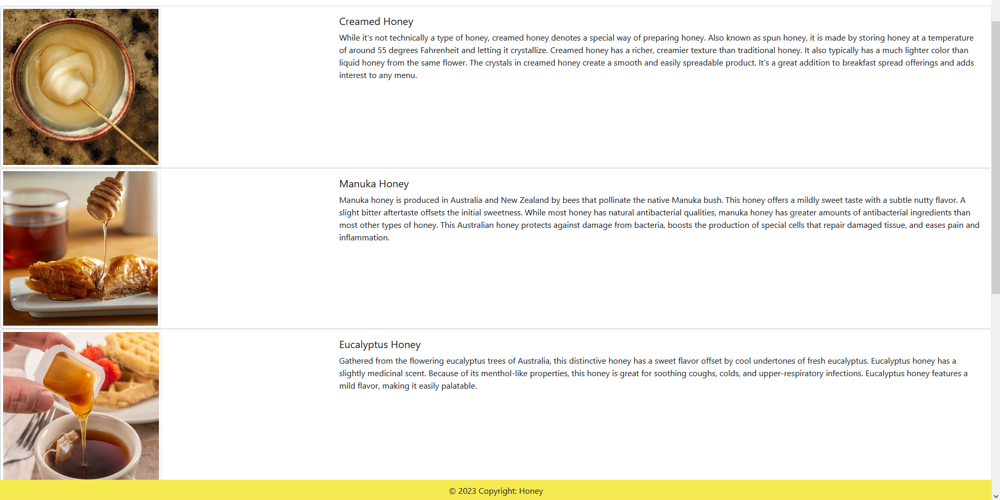 Creamed Honey
While it's not technically a type of honey, creamed honey denotes a special way of preparing honey. Also known as spun honey, it is made by storing honey at a temperature
of around 55 degrees Fahrenheit and letting it crystallize. Creamed honey has a richer, creamier texture than traditional honey. It also typically has a much lighter color than
liquid honey from the same flower. The crystals in creamed honey create a smooth and easily spreadable product. It's a great addition to breakfast spread offerings and adds
interest to any menu.
Manuka Honey
Manuka honey is produced in Australia and New Zealand by bees that pollinate the native Manuka bush. This honey offers a mildly sweet taste with a subtle nutty flavor. A
slight bitter aftertaste offsets the initial sweetness. While most honey has natural antibacterial qualities, manuka honey has greater amounts of antibacterial ingredients than
most other types of honey. This Australian honey protects against damage from bacteria, boosts the production of special cells that repair damaged tissue, and eases pain and
inflammation.
Eucalyptus Honey
Gathered from the flowering eucalyptus trees of Australia, this distinctive honey has a sweet flavor offset by cool undertones of fresh eucalyptus. Eucalyptus honey has a
slightly medicinal scent. Because of its menthol-like properties, this honey is great for soothing coughs, colds, and upper-respiratory infections. Eucalyptus honey features a
mild flavor, making it easily palatable.
© 2023 Copyright: Honey